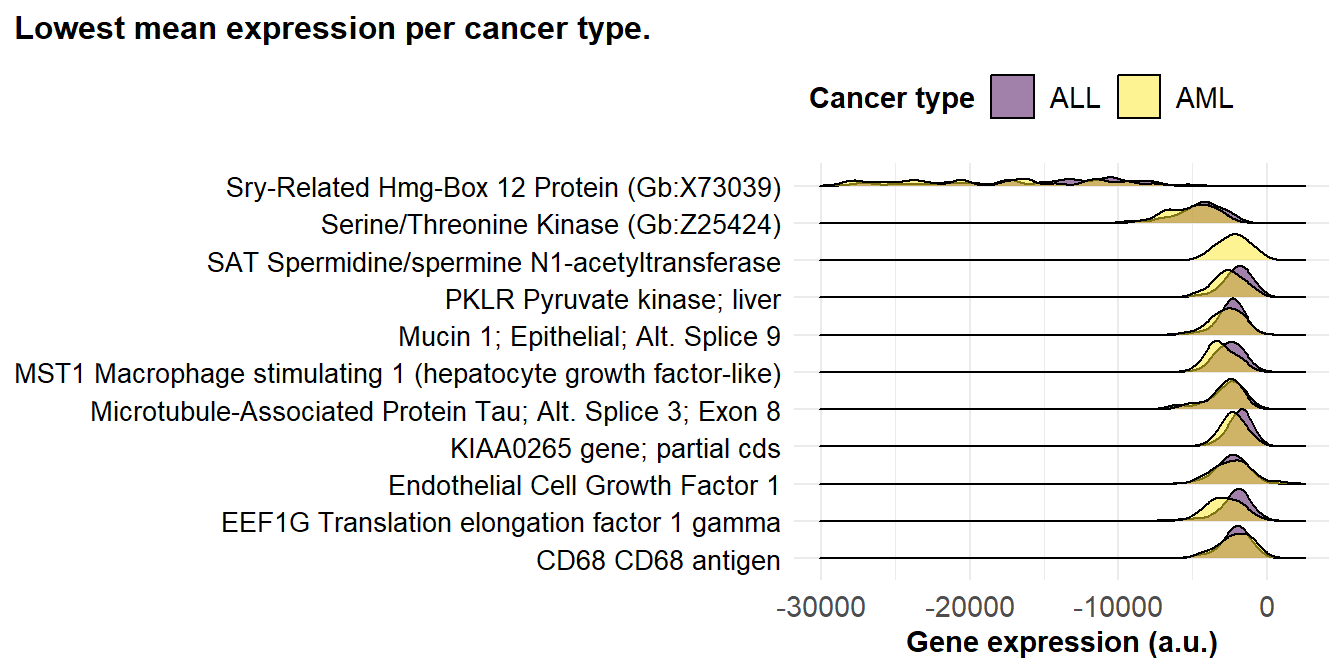 Lowest mean expression per cancer type.
Cancer type ALL AML
Sry-Related Hmg-Box 12 Protein (Gb:X73039)
Serine/Threonine Kinase (Gb:Z25424)
SAT Spermidine/spermine N1-acetyltransferase
PKLR Pyruvate kinase; liver
Mucin 1; Epithelial; Alt. Splice 9
MST1 Macrophage stimulating 1 (hepatocyte growth factor-like)
Microtubule-Associated Protein Tau; Alt. Splice 3; Exon 8
KIAA0265 gene; partial cds
Endothelial Cell Growth Factor 1
EEF1G Translation elongation factor 1 gamma
CD68 CD68 antigen
-30000 -20000 -10000 0
Gene expression (a.u.)